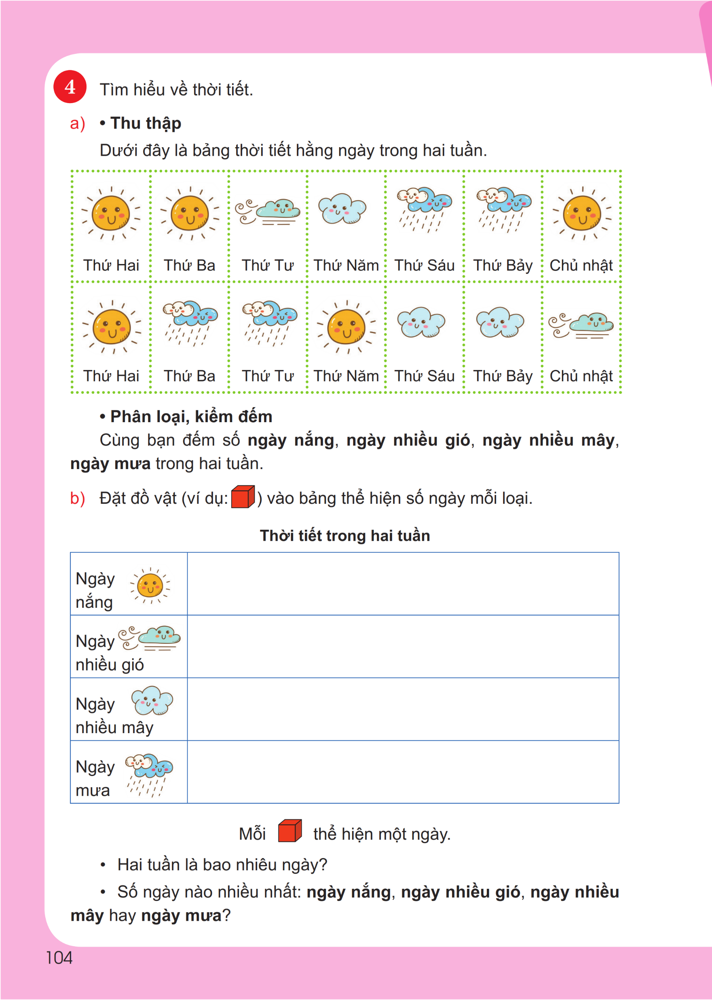 4 Tìm hiểu về thời tiết.
a) • Thu thập
Dưới đây là bảng thời tiết hằng ngày trong hai tuần.
Thứ Hai Thứ Ba Thứ Tư Thứ Năm Thứ Sáu Thứ Bảy Chủ nhật
Thứ Hai Thứ Ba Thứ Tư Thứ Năm Thứ Sáu Thứ Bảy Chủ nhật
• Phân loại, kiểm đếm
Cùng bạn đếm số ngày nắng, ngày nhiều gió, ngày nhiều mây,
ngày mưa trong hai tuần.
b) Đặt đồ vật (ví dụ: ) vào bảng thể hiện số ngày mỗi loại.
Thời tiết trong hai tuần
Ngày
nắng
Ngày
nhiều gió
Ngày
nhiều mây
Ngày
mưa
Mỗi thể hiện một ngày.
• Hai tuần là bao nhiêu ngày?
• Số ngày nào nhiều nhất: ngày nắng, ngày nhiều gió, ngày nhiều
mây hay ngày mưa?
104